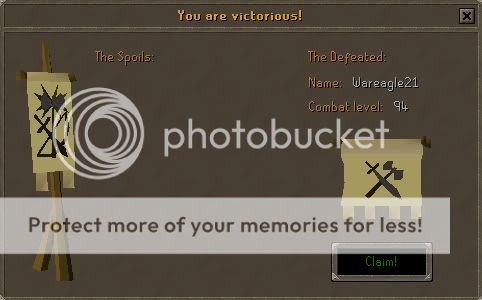 You are victorious!
The Spoils:
The Defeated:
Name: Wareagle21
Combat level: 94
photobucket
Protect more of your memories for less!
Claim!